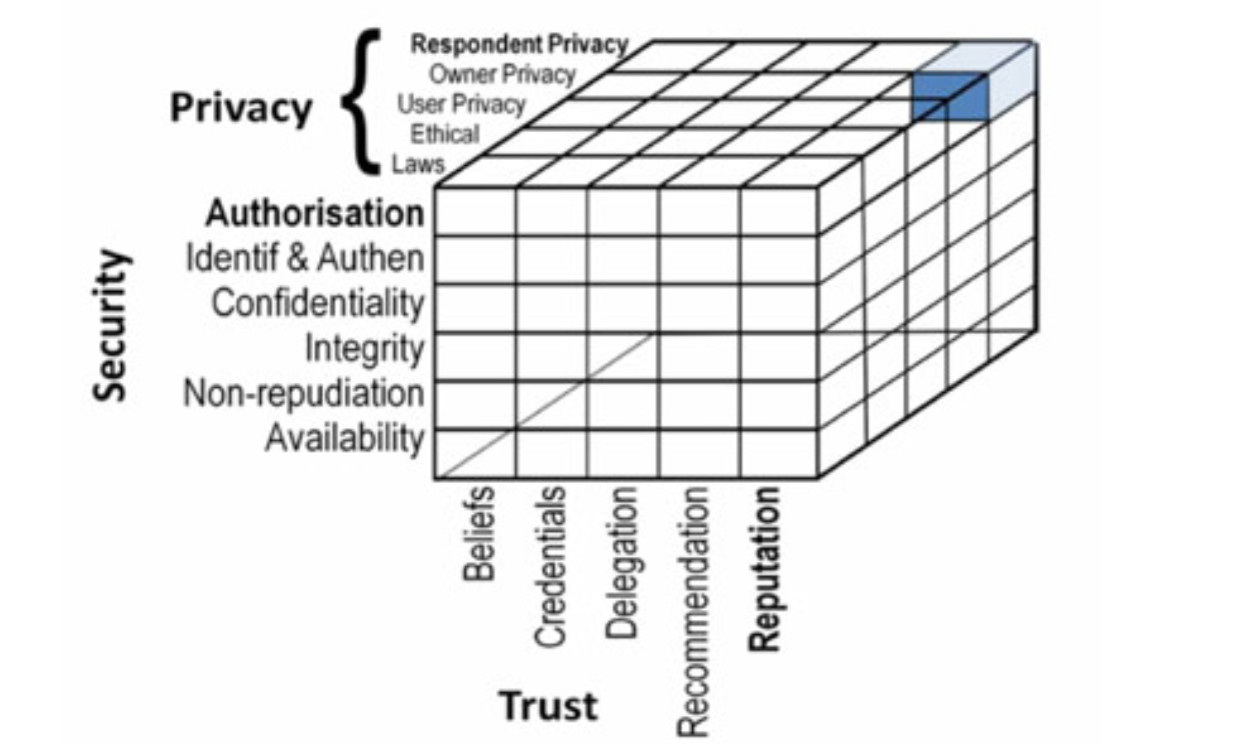 Respondent Privacy
Owner Privacy
Privacy
User Privacy
Ethical
Laws
Security
Authorisation
Identif & Authen
Confidentiality
Integrity
Non-repudiation
Availability
Beliefs
Credentials
Delegation
Recommendation
Reputation
Trust